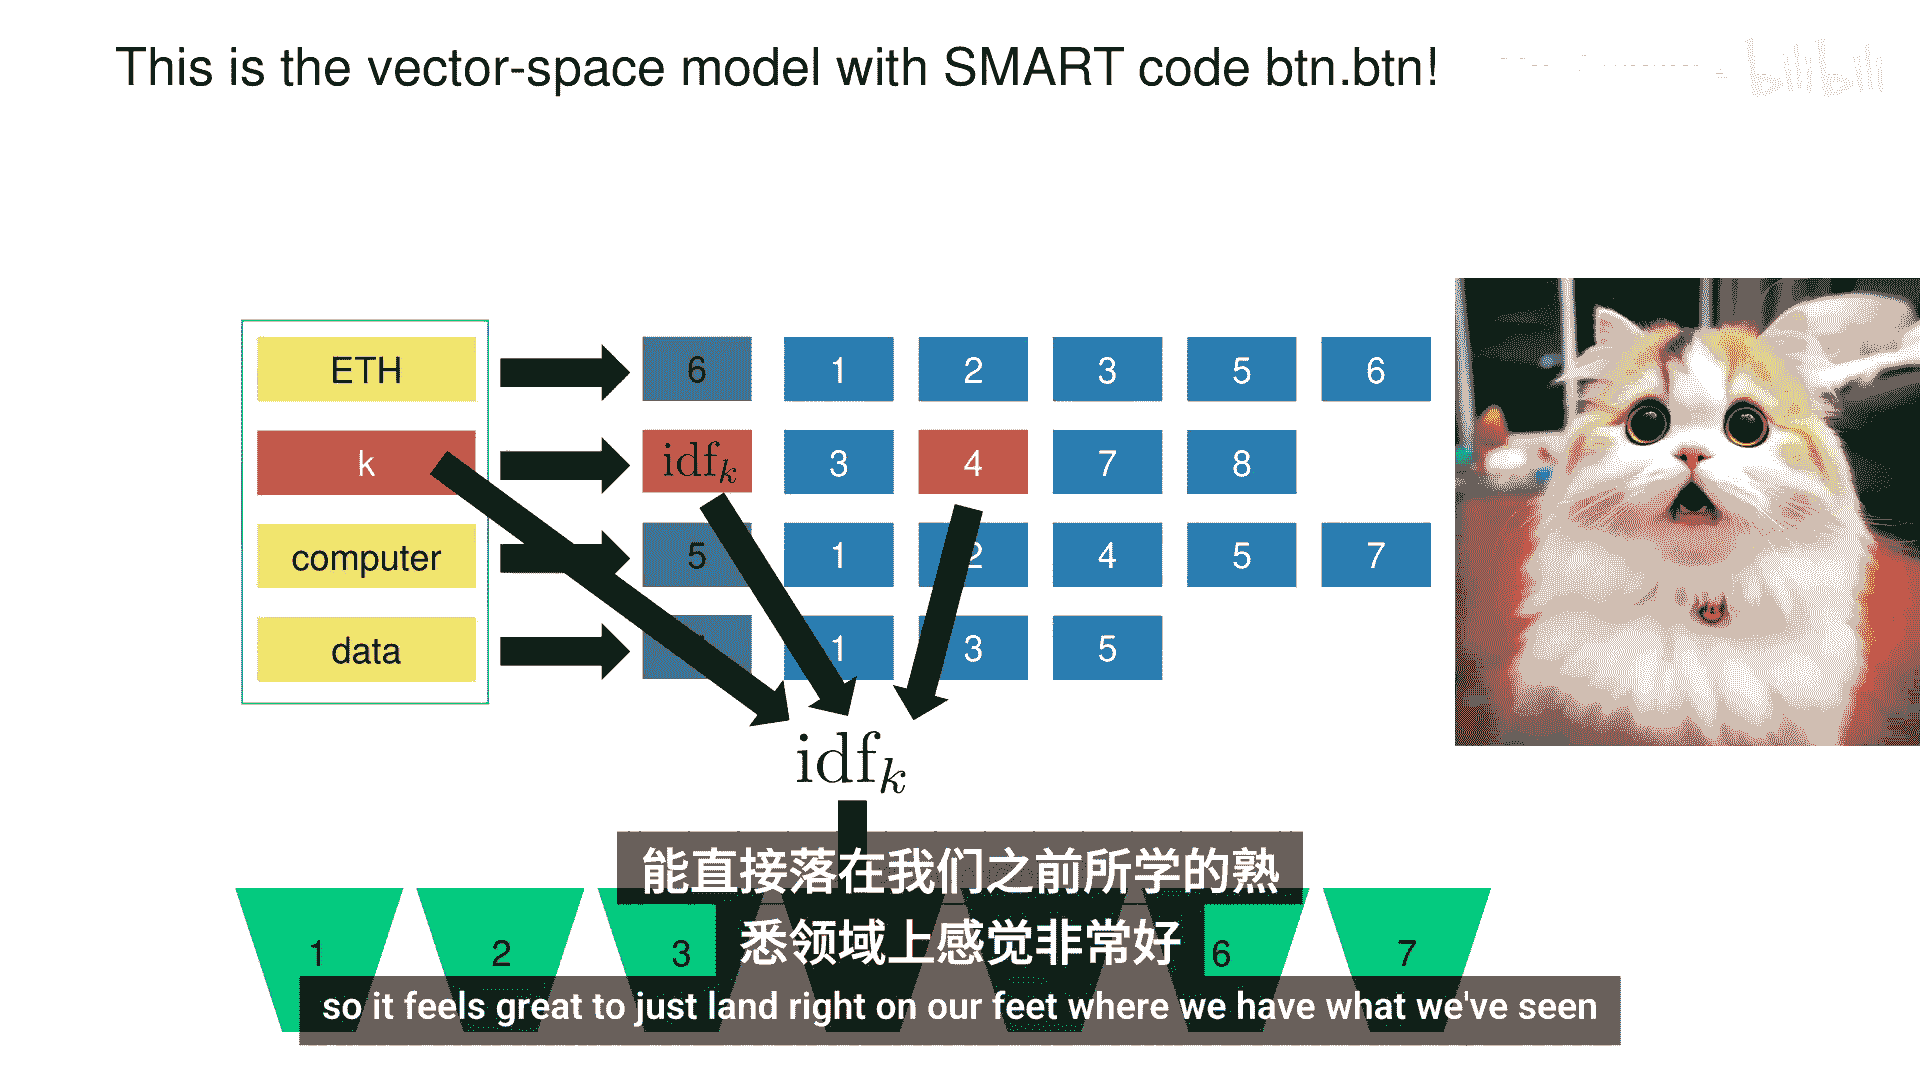 This is the vector-space model with SMART code btn.btn!
bilibili
ETH 6 1 2 3 5 6
k idfk 3 4 7 8
computer 5 1 2 4 5 7
data 1 3 5
idfk
能直接落在我们之前所学的熟
悉领域上感觉非常好
1 2 3 6 7
so it feels great to just land right on our feet where we have what we've seen